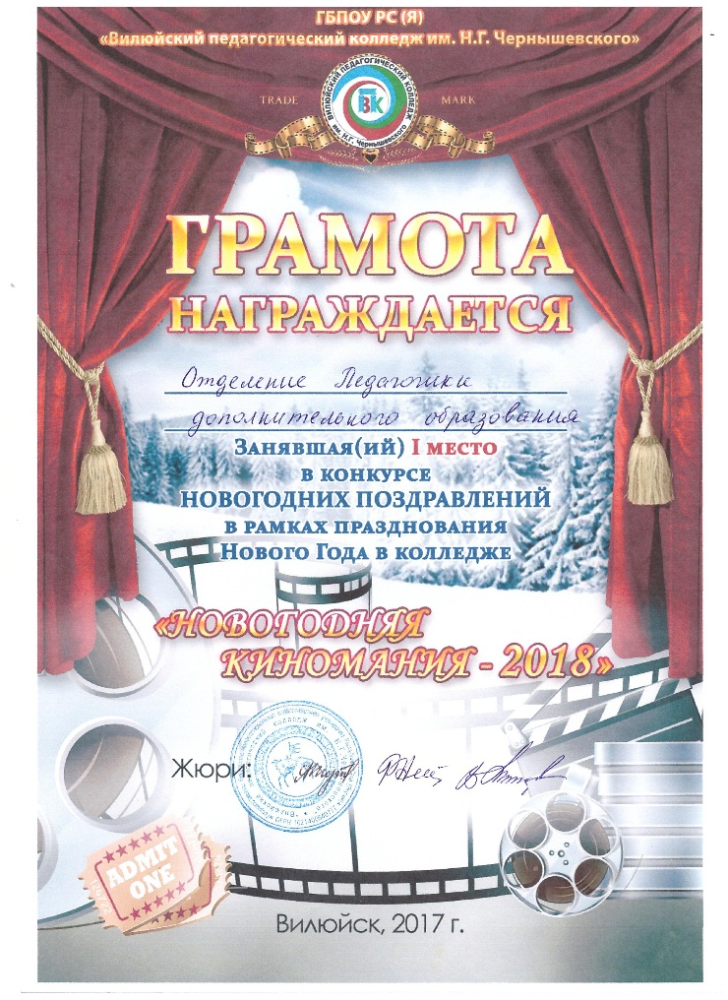 ГБПОУ РС (Я)
«Вилюйский педагогический колледж им. Н.Г. Чернышевского»
ВИЛЮЙСКИЙ ПЕДАГОГИЧЕСКИЙ КОЛЛЕДЖ
им. Н.Г. Чернышевского
ВПК
TRADE MARK
ГРАМОТА
НАГРАЖДАЕТСЯ
Отделение Педагогики
дополнительного образования
Занявшая(ий) I место
в конкурсе
НОВОГОДНИХ ПОЗДРАВЛЕНИЙ
в рамках празднования
Нового Года в колледже
«НОВОГОДНЯЯ
КИНОМАНИЯ - 2018»
Жюри:
ADMIT
ONE
Вилюйск, 2017 г.